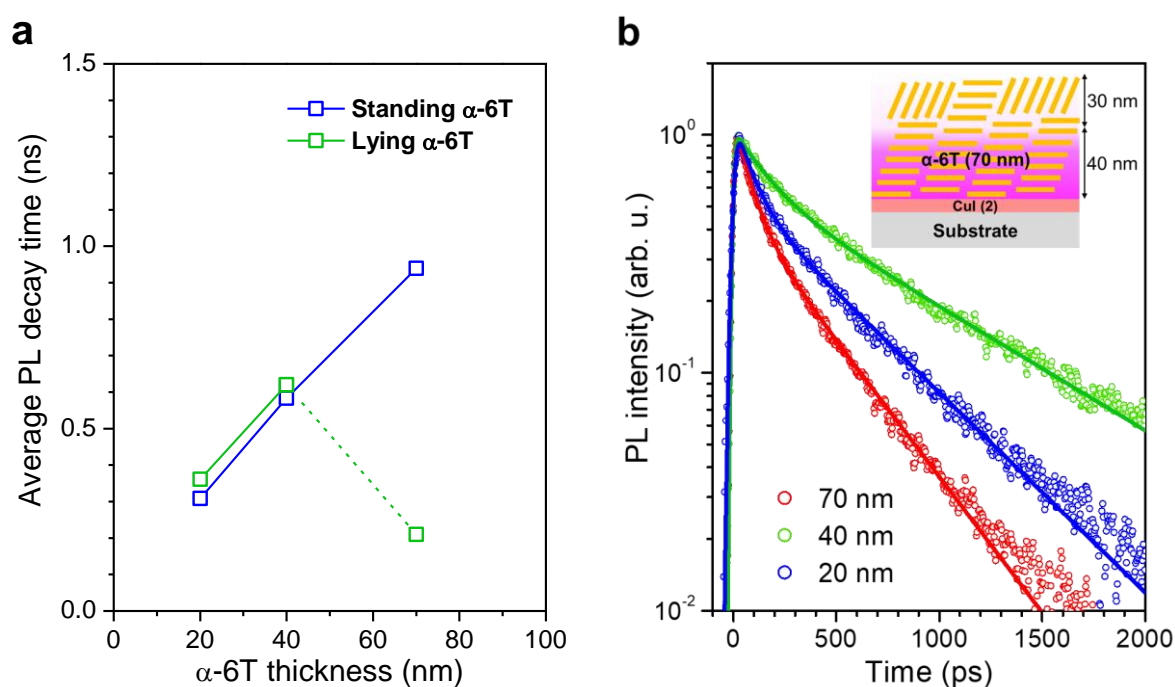 a
1.5
1.0
0.5
0.0
0
20
40
60
80
100
Average PL decay time (ns)
α-6T thickness (nm)
Standing α-6T
Lying α-6T
b
10⁰
10⁻¹
10⁻²
0
500
1000
1500
2000
PL intensity (arb. u.)
Time (ps)
70 nm
40 nm
20 nm
30 nm
40 nm
α-6T (70 nm)
CuI (2)
Substrate